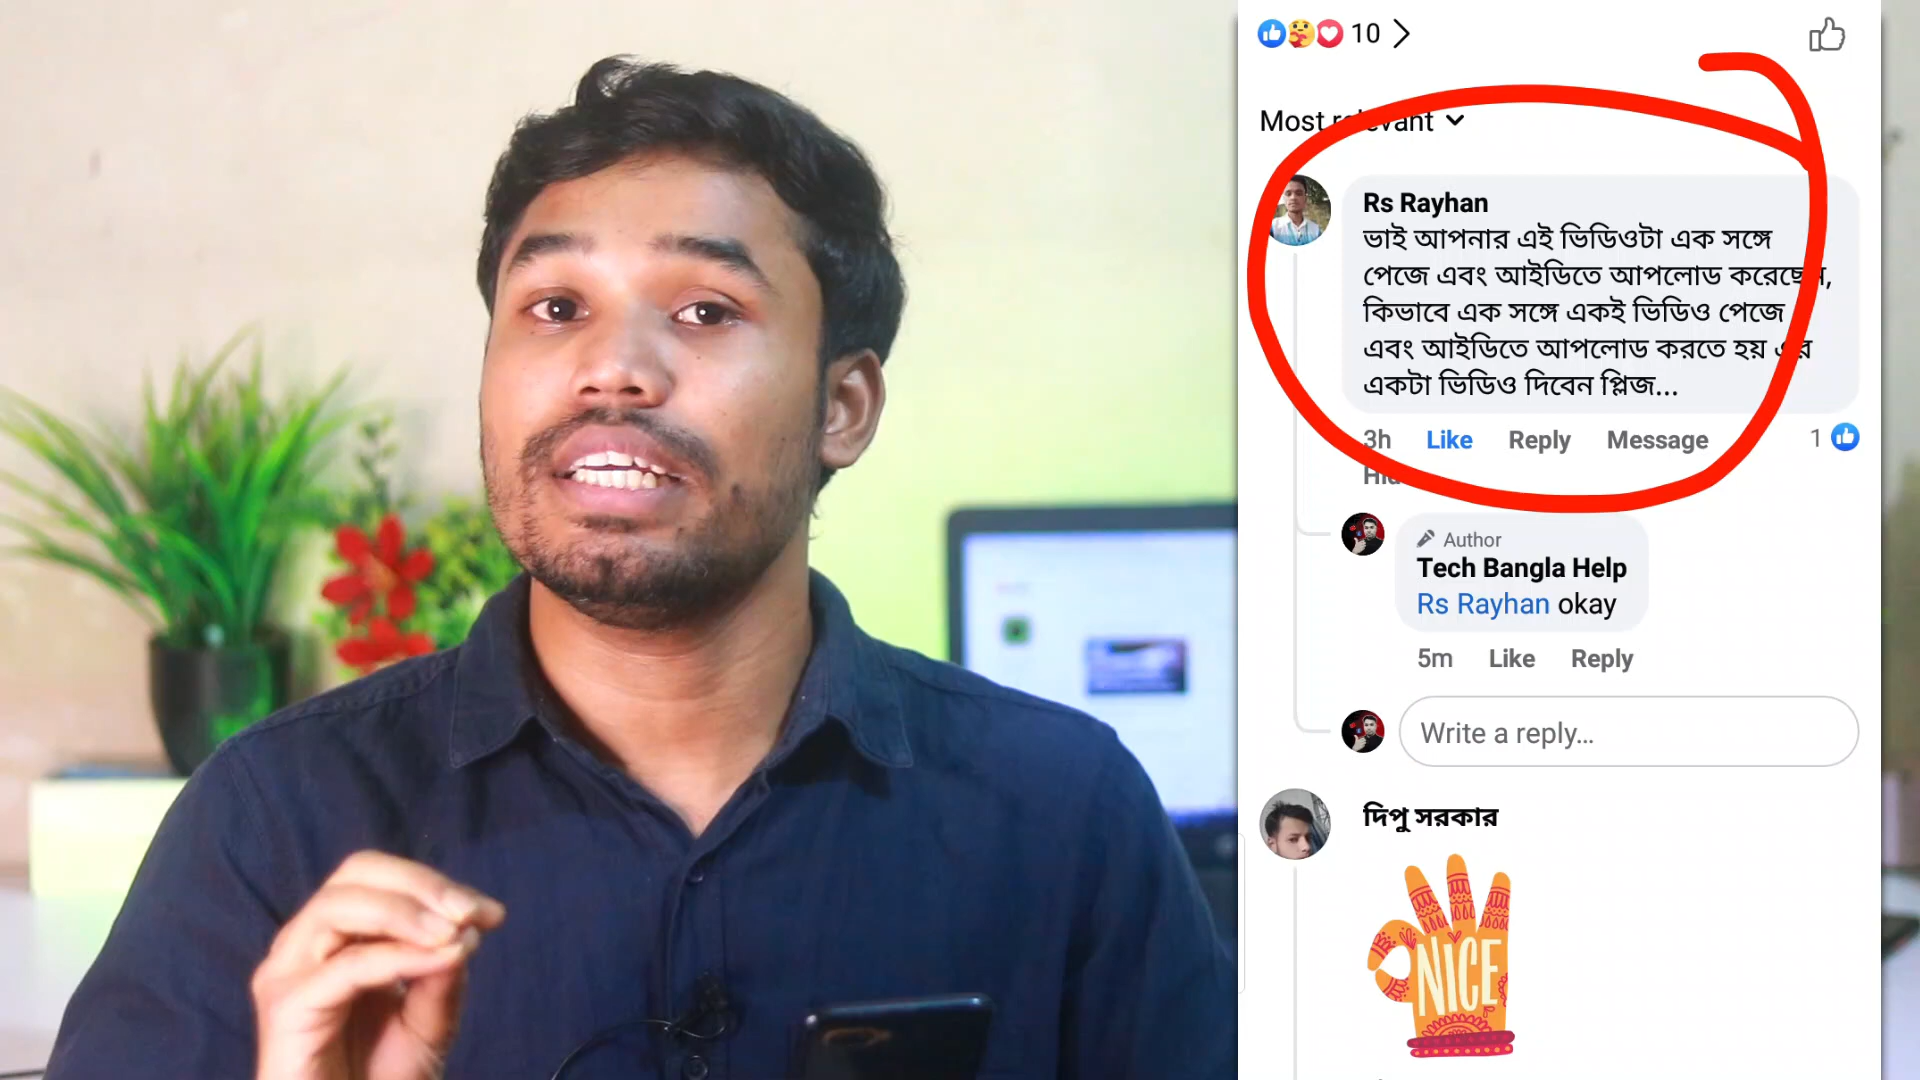 10
Most relevant
Rs Rayhan
ভাই আপনার এই ভিডিওটা এক সঙ্গে
পেজে এবং আইডিতে আপলোড করেছেন,
কিভাবে এক সঙ্গে একই ভিডিও পেজে
এবং আইডিতে আপলোড করতে হয় এর
একটা ভিডিও দিবেন প্লিজ...
3h Like Reply Message 1
Author
Tech Bangla Help
Rs Rayhan okay
5m Like Reply
Write a reply...
দিপু সরকার
NICE